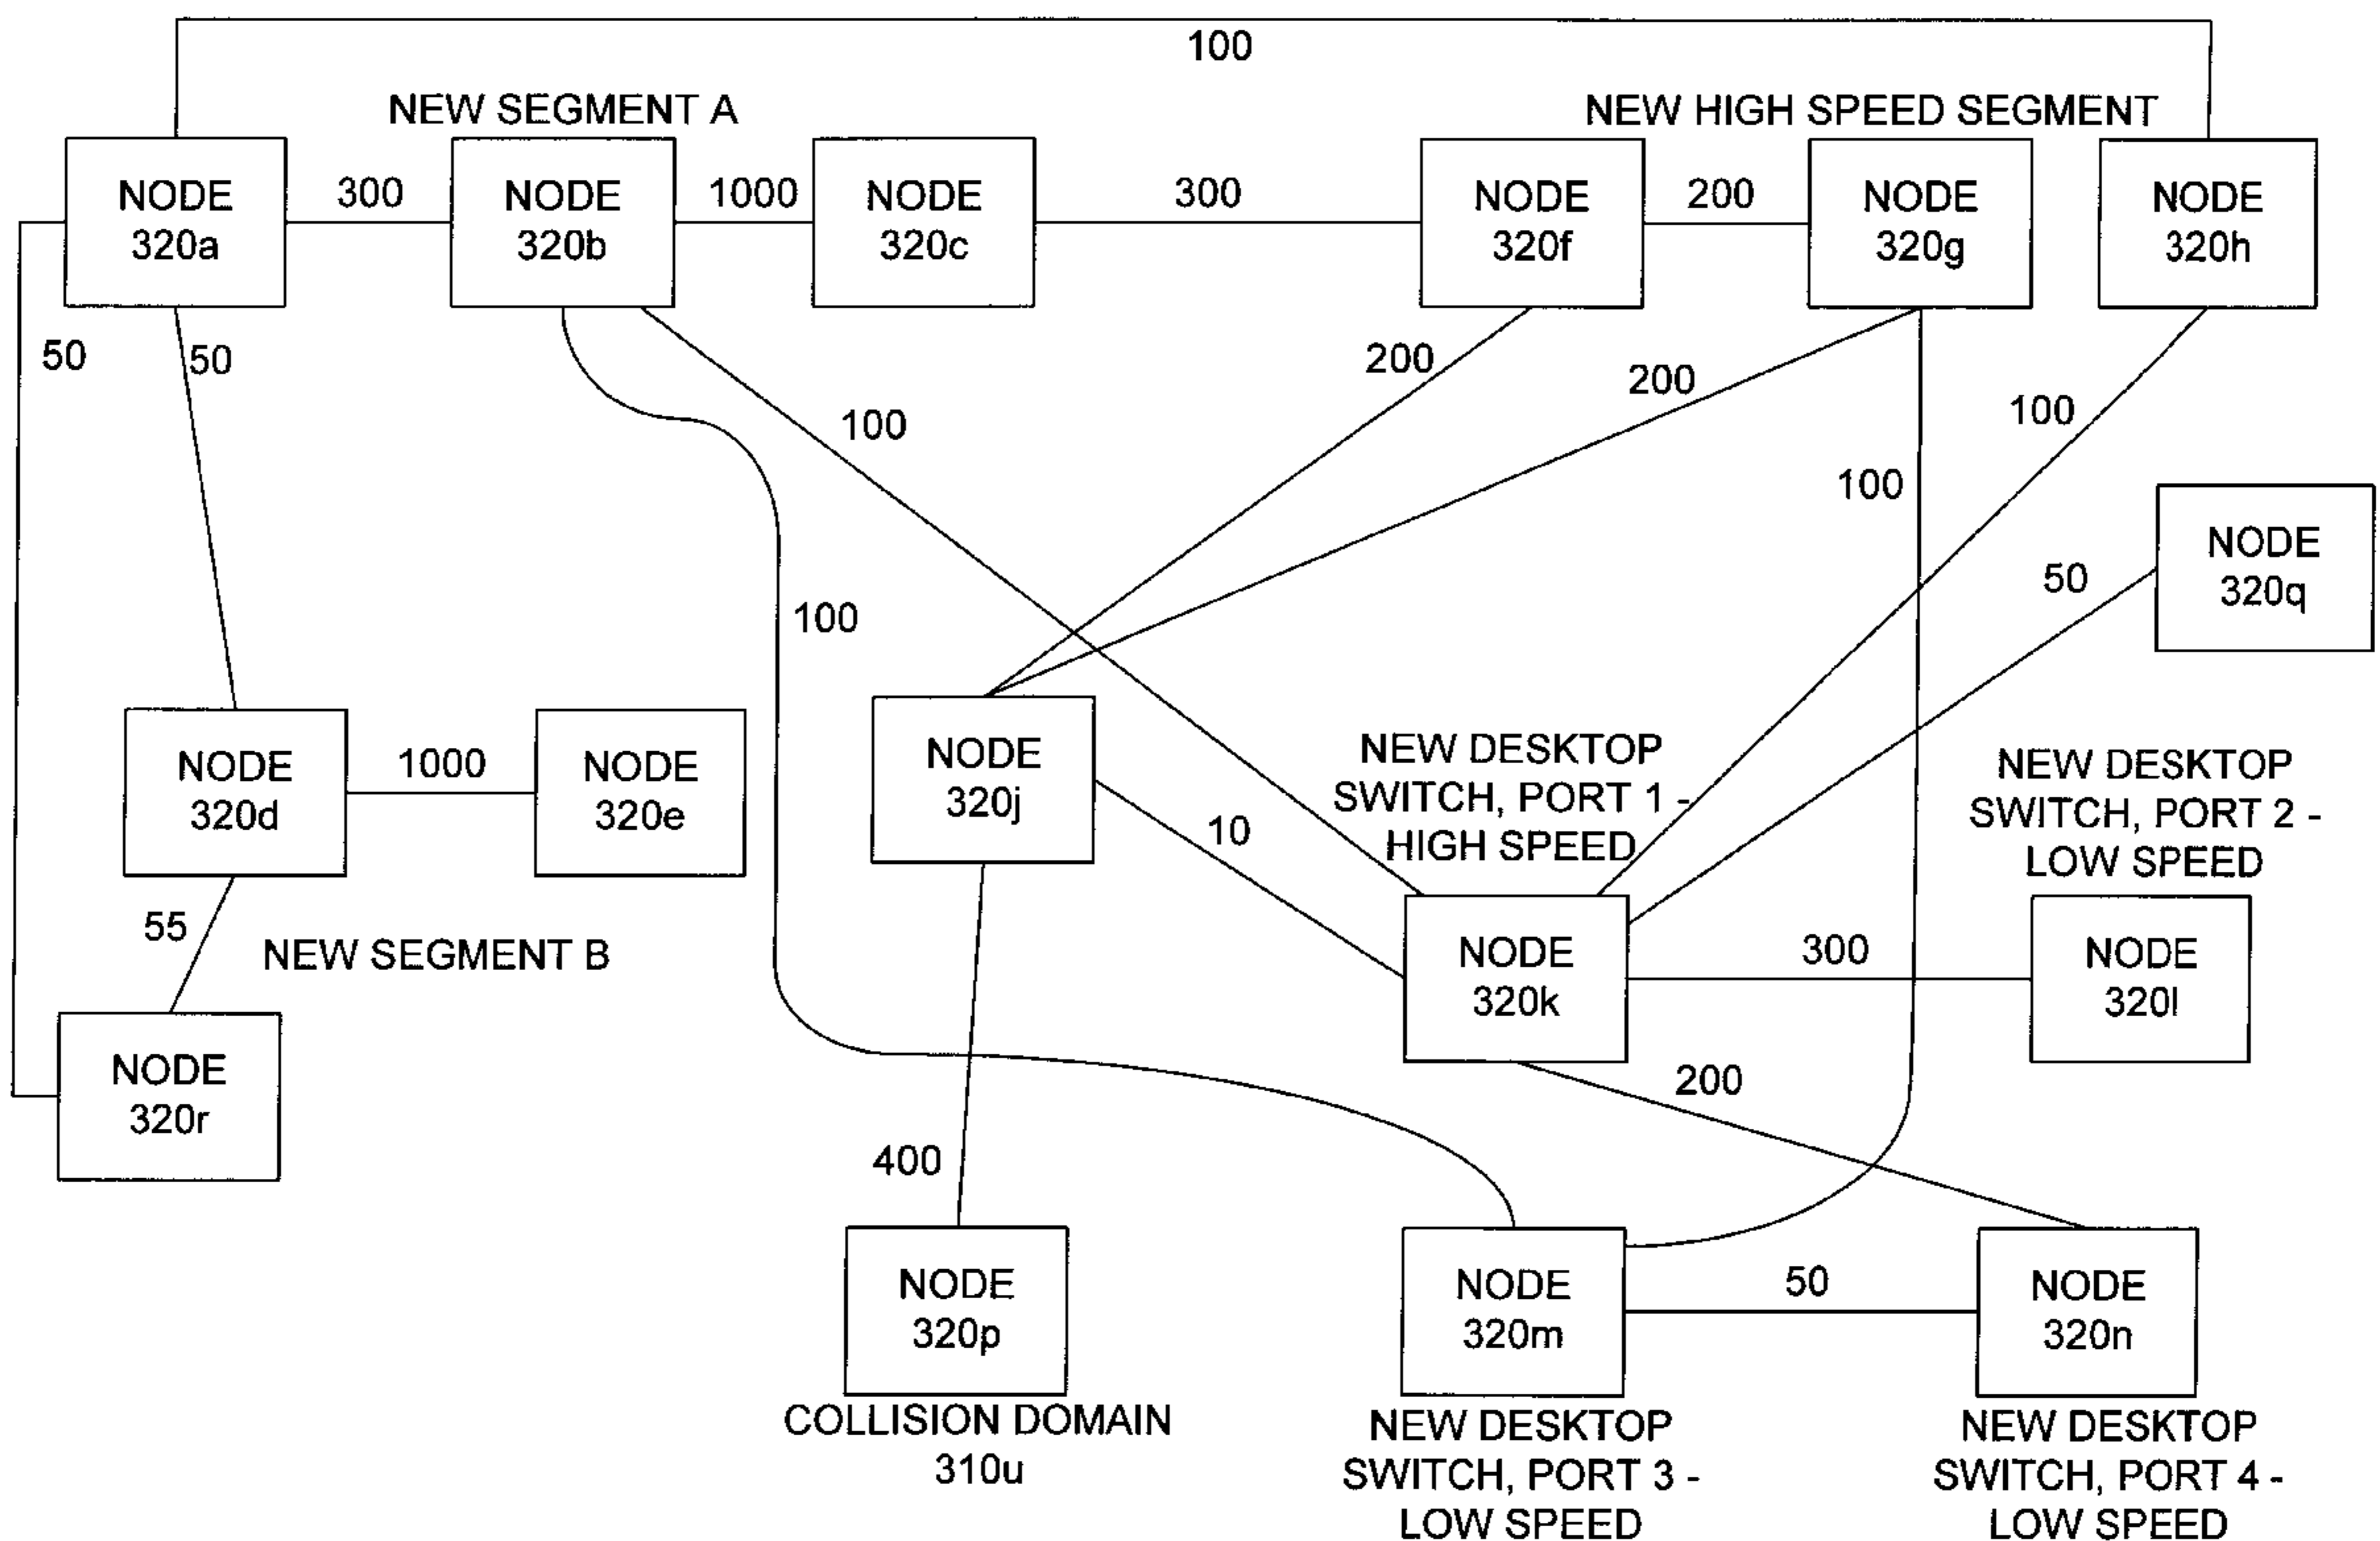 100
NEW SEGMENT A
NEW HIGH SPEED SEGMENT
NODE
320a
300
NODE
320b
1000
NODE
320c
300
NODE
320f
200
NODE
320g
NODE
320h
50
50
100
200
200
100
100
NODE
320q
50
100
NODE
320d
1000
NODE
320e
NODE
320j
10
NEW DESKTOP
SWITCH, PORT 1 -
HIGH SPEED
NEW DESKTOP
SWITCH, PORT 2 -
LOW SPEED
55
NEW SEGMENT B
NODE
320k
300
NODE
320l
NODE
320r
200
400
NODE
320p
COLLISION DOMAIN
310u
NODE
320m
50
NODE
320n
NEW DESKTOP
SWITCH, PORT 3 -
LOW SPEED
NEW DESKTOP
SWITCH, PORT 4 -
LOW SPEED